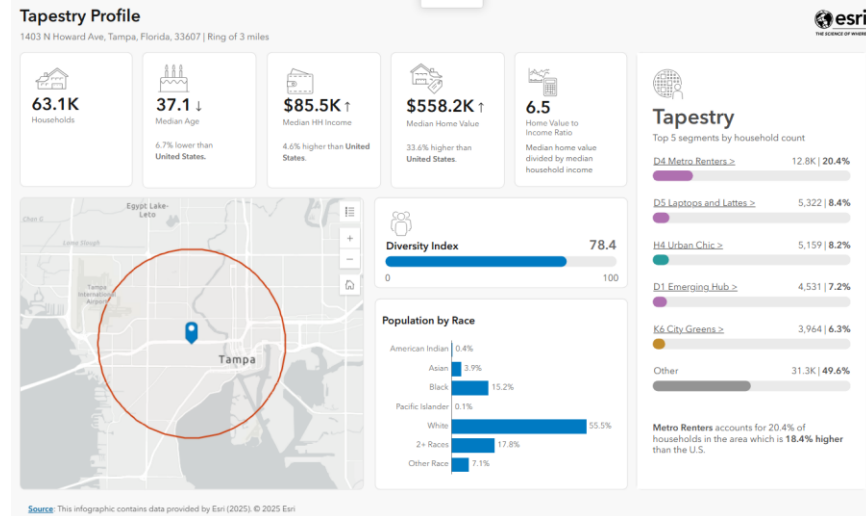 Tapestry Profile
1403 N Howard Ave, Tampa, Florida, 33607 | Ring of 3 miles
esri
THE SCIENCE OF WHERE
63.1K
Households
37.1 ↓
Median Age
6.7% lower than
United States.
$85.5K ↑
Median HH Income
4.6% higher than United
States.
$558.2K ↑
Median Home Value
33.6% higher than
United States.
6.5
Home Value to
Income Ratio
Median home value
divided by median
household income
Tapestry
Top 5 segments by household count
D4 Metro Renters > 12.8K | 20.4%
D5 Laptops and Lattes > 5,322 | 8.4%
H4 Urban Chic > 5,159 | 8.2%
D1 Emerging Hub > 4,531 | 7.2%
K6 City Greens > 3,964 | 6.3%
Other 31.3K | 49.6%
Metro Renters accounts for 20.4% of
households in the area which is 18.4% higher
than the U.S.
Egypt Lake-
Leto
Tampa
International
Airport
Tampa
+
−
Diversity Index 78.4
0 100
Population by Race
American Indian 0.4%
Asian 3.9%
Black 15.2%
Pacific Islander 0.1%
White 55.5%
2+ Races 17.8%
Other Race 7.1%
Source: This infographic contains data provided by Esri (2025). © 2025 Esri